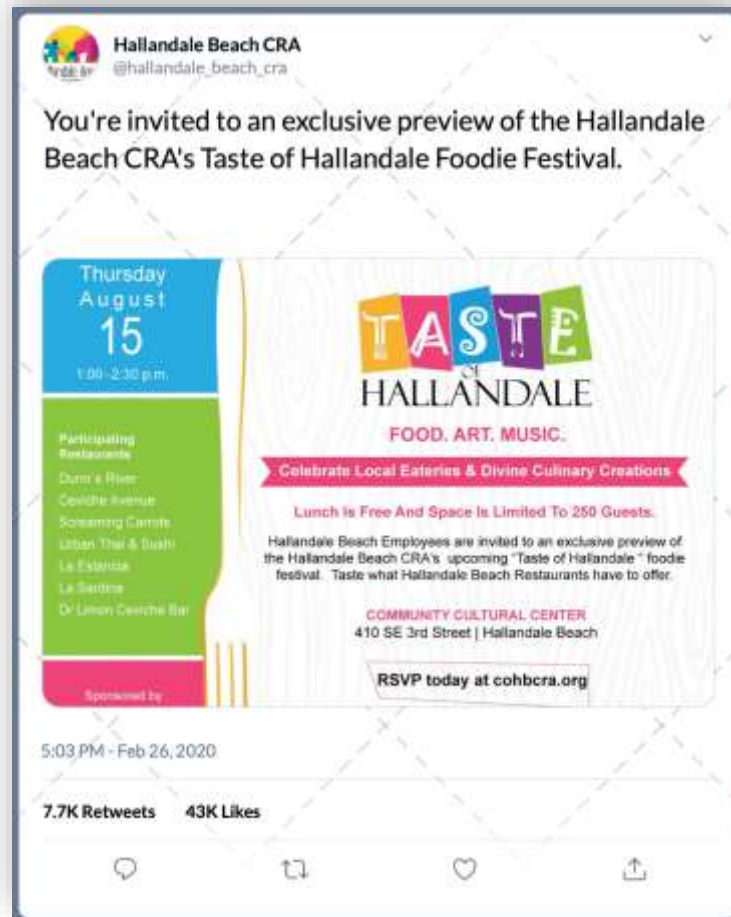 Hallandale Beach CRA
@hallandale_beach_cra
You're invited to an exclusive preview of the Hallandale
Beach CRA's Taste of Hallandale Foodie Festival.
Thursday
August
15
1:00-2:30 p.m.
Participating
Restaurants
Dunn's River
Ceviche Avenue
Screaming Carrots
Urban Thai & Sushi
La Estancia
La Sardina
Dr Limon Ceviche Bar
Sponsored by
TASTE
OF
HALLANDALE
FOOD. ART. MUSIC.
Celebrate Local Eateries & Divine Culinary Creations
Lunch Is Free And Space Is Limited To 250 Guests.
Hallandale Beach Employees are invited to an exclusive preview of
the Hallandale Beach CRA's upcoming "Taste of Hallandale " foodie
festival. Taste what Hallandale Beach Restaurants have to offer.
COMMUNITY CULTURAL CENTER
410 SE 3rd Street | Hallandale Beach
RSVP today at cohbcra.org
5:03 PM - Feb 26, 2020
7.7K Retweets 43K Likes